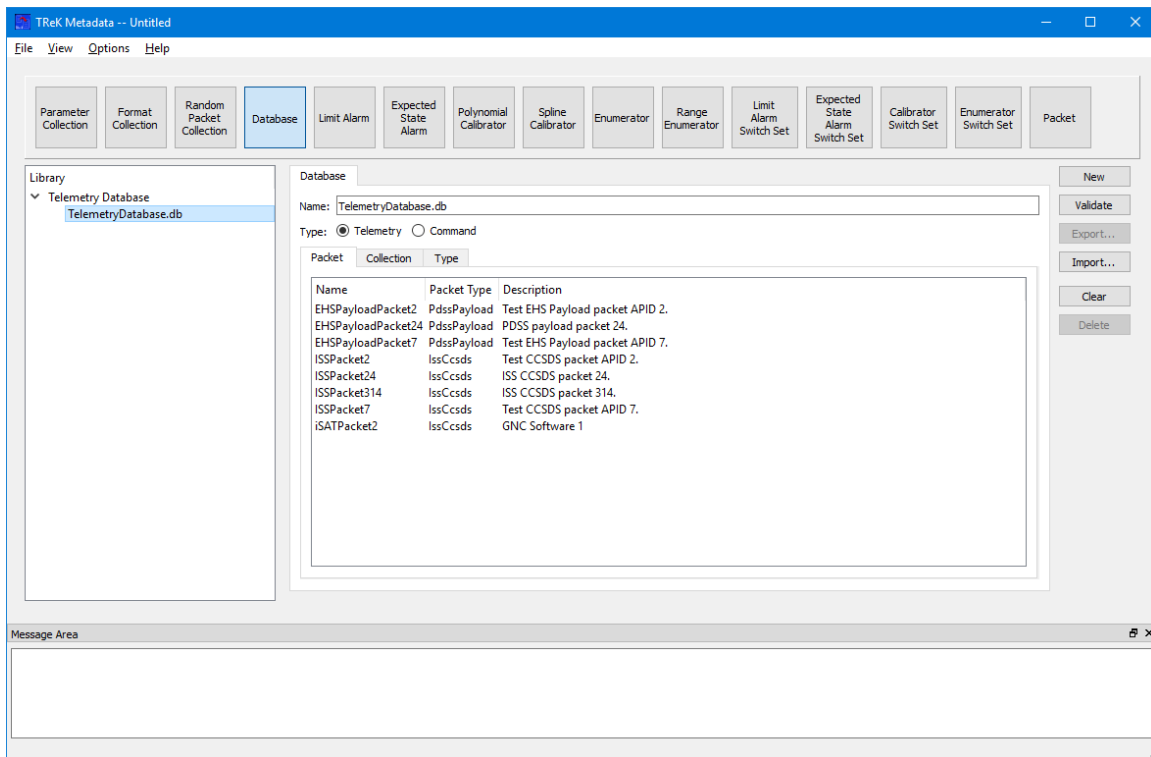 TReK Metadata -- Untitled
File View Options Help
Parameter Collection
Format Collection
Random Packet Collection
Database
Limit Alarm
Expected State Alarm
Polynomial Calibrator
Spline Calibrator
Enumerator
Range Enumerator
Limit Alarm Switch Set
Expected State Alarm Switch Set
Calibrator Switch Set
Enumerator Switch Set
Packet
Library
Telemetry Database
TelemetryDatabase.db
Database
Name: TelemetryDatabase.db
Type: Telemetry Command
Packet Collection Type
Name Packet Type Description
EHSPayloadPacket2 PdssPayload Test EHS Payload packet APID 2.
EHSPayloadPacket24 PdssPayload PDSS payload packet 24.
EHSPayloadPacket7 PdssPayload Test EHS Payload packet APID 7.
ISSPacket2 IssCcsds Test CCSDS packet APID 2.
ISSPacket24 IssCcsds ISS CCSDS packet 24.
ISSPacket314 IssCcsds ISS CCSDS packet 314.
ISSPacket7 IssCcsds Test CCSDS packet APID 7.
iSATPacket2 IssCcsds GNC Software 1
New
Validate
Export...
Import...
Clear
Delete
Message Area